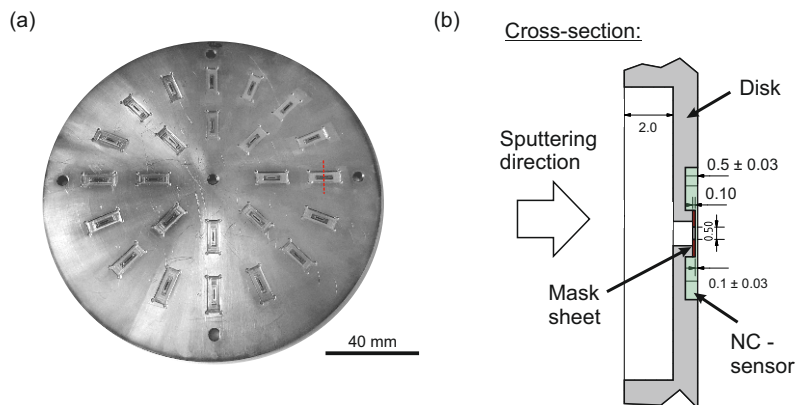 (a)
40 mm
(b)
Cross-section:
Disk
Sputtering
direction
2.0
0.5 ± 0.03
0.10
0.50
0.1 ± 0.03
Mask
sheet
NC -
sensor